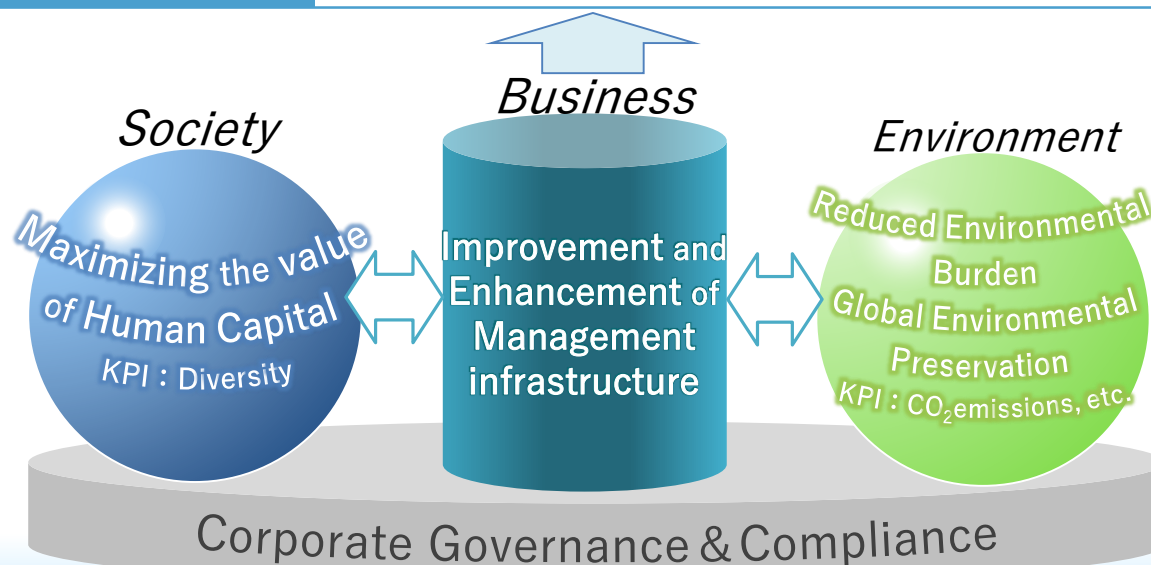 Society
Maximizing the value
of Human Capital
KPI：Diversity
Business
Improvement and
Enhancement of
Management
infrastructure
Environment
Reduced Environmental
Burden
Global Environmental
Preservation
KPI：CO₂emissions, etc.
Corporate Governance & Compliance